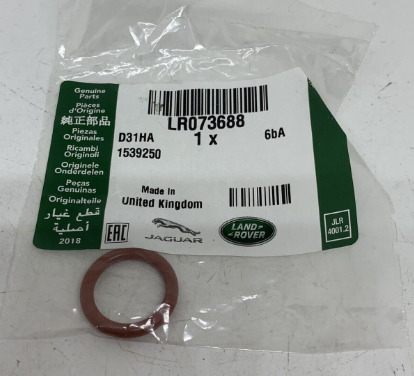 Genuine
Parts
Pièces
d'Origine
純正部品
Piezas
Originales
Ricambi
Originali
Originele
Onderdelen
Peças
Genuínas
Originalteile
قطع غيار
أصلية
2018
LR073688
D31HA
1 x
6bA
1539250
Made In
United Kingdom
EAC
JAGUAR
LAND
ROVER
JLR
4001.2